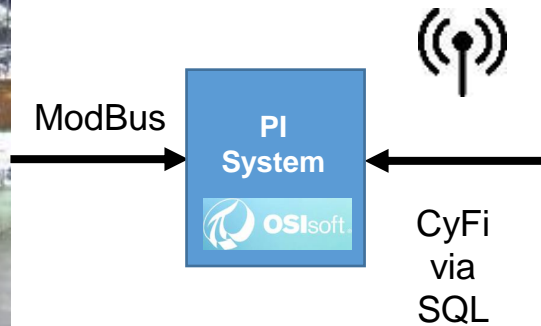 ModBus
PI
System
OSIsoft.
CyFi
via
SQL